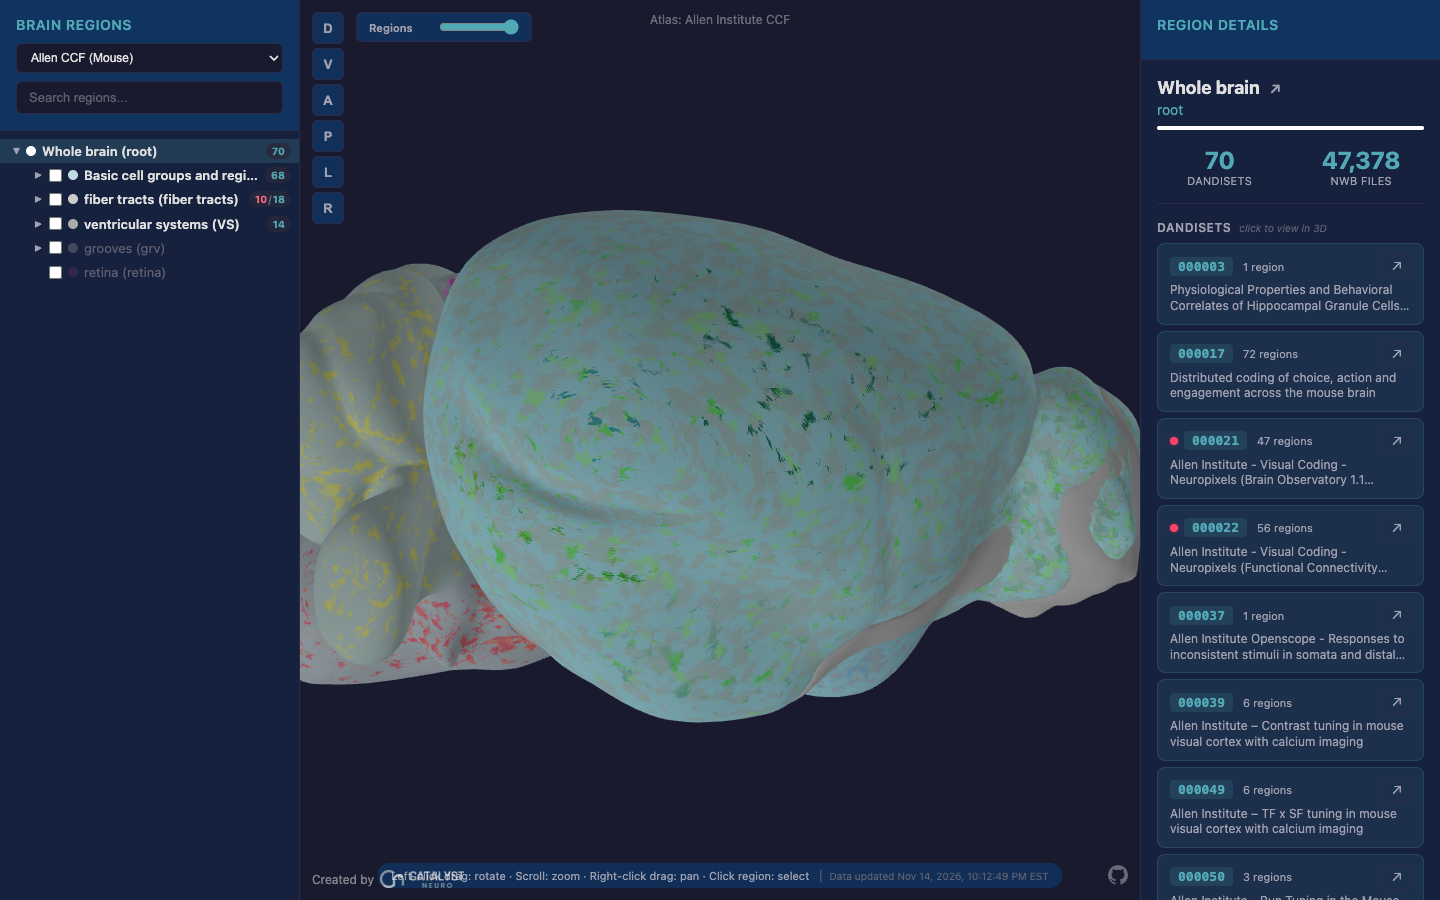 BRAIN REGIONS
Allen CCF (Mouse)
Search regions...
Whole brain (root) 70
Basic cell groups and regi... 68
fiber tracts (fiber tracts) 10/18
ventricular systems (VS) 14
grooves (grv)
retina (retina)
D
V
A
P
L
R
Regions
Atlas: Allen Institute CCF
Created by
CATALYST
NEURO
drag: rotate · Scroll: zoom · Right-click drag: pan · Click region: select | Data updated Nov 14, 2026, 10:12:49 PM EST
REGION DETAILS
Whole brain ↗
root
70 47,378
DANDISETS NWB FILES
DANDISETS click to view in 3D
000003 1 region ↗
Physiological Properties and Behavioral
Correlates of Hippocampal Granule Cells...
000017 72 regions ↗
Distributed coding of choice, action and
engagement across the mouse brain
000021 47 regions ↗
Allen Institute - Visual Coding -
Neuropixels (Brain Observatory 1.1...
000022 56 regions ↗
Allen Institute - Visual Coding -
Neuropixels (Functional Connectivity...
000037 1 region ↗
Allen Institute Openscope - Responses to
inconsistent stimuli in somata and distal...
000039 6 regions ↗
Allen Institute – Contrast tuning in mouse
visual cortex with calcium imaging
000049 6 regions ↗
Allen Institute – TF x SF tuning in mouse
visual cortex with calcium imaging
000050 3 regions ↗